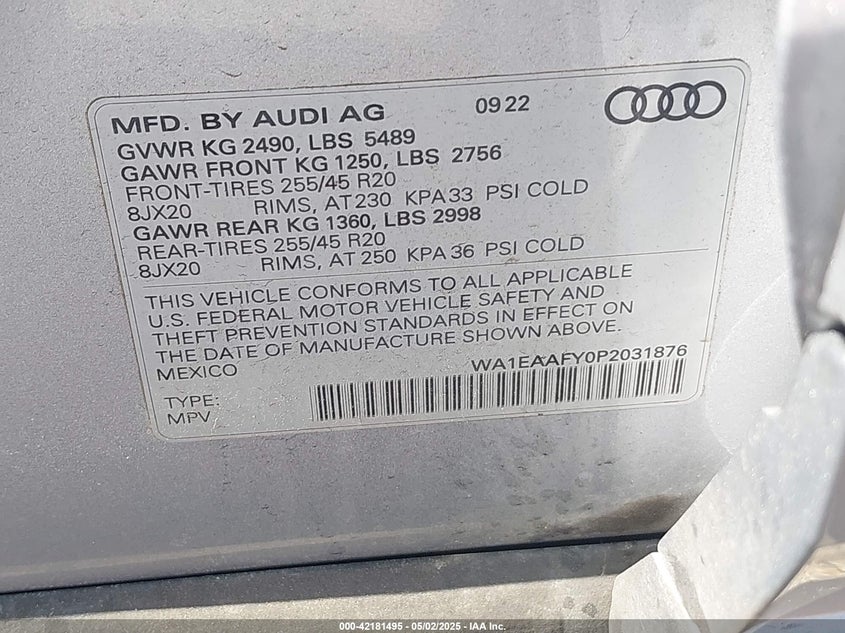 MFD. BY AUDI AG 09 22
GVWR KG 2490, LBS 5489
GAWR FRONT KG 1250, LBS 2756
FRONT-TIRES 255/45 R20
8JX20 RIMS, AT 230 KPA 33 PSI COLD
GAWR REAR KG 1360, LBS 2998
REAR-TIRES 255/45 R20
8JX20 RIMS, AT 250 KPA 36 PSI COLD
THIS VEHICLE CONFORMS TO ALL APPLICABLE
U.S. FEDERAL MOTOR VEHICLE SAFETY AND
THEFT PREVENTION STANDARDS IN EFFECT ON
THE DATE OF MANUFACTURE SHOWN ABOVE.
MEXICO WA1EAAFY0P2031876
TYPE:
MPV
000-42181495 - 05/02/2025 - IAA Inc.